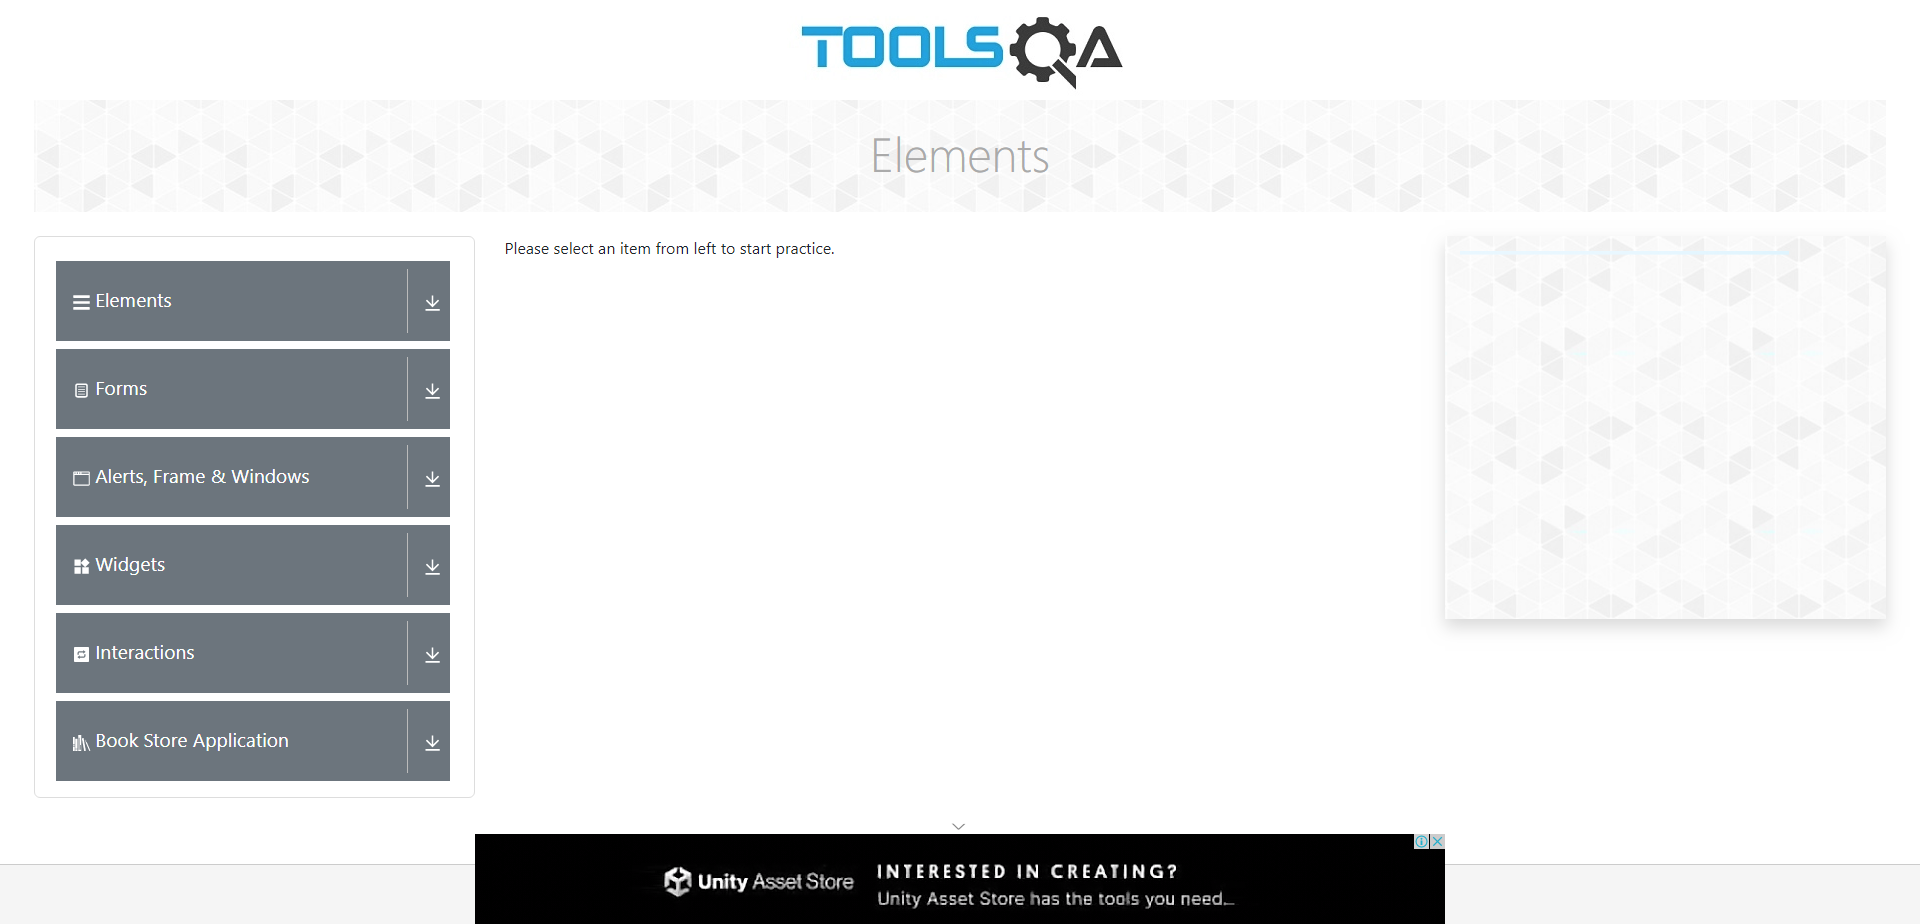 TOOLSQA
Elements
Please select an item from left to start practice.
Elements
Forms
Alerts, Frame & Windows
Widgets
Interactions
Book Store Application
Unity Asset Store
INTERESTED IN CREATING?
Unity Asset Store has the tools you need...